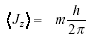 ⟨J_z⟩ = m h / 2π